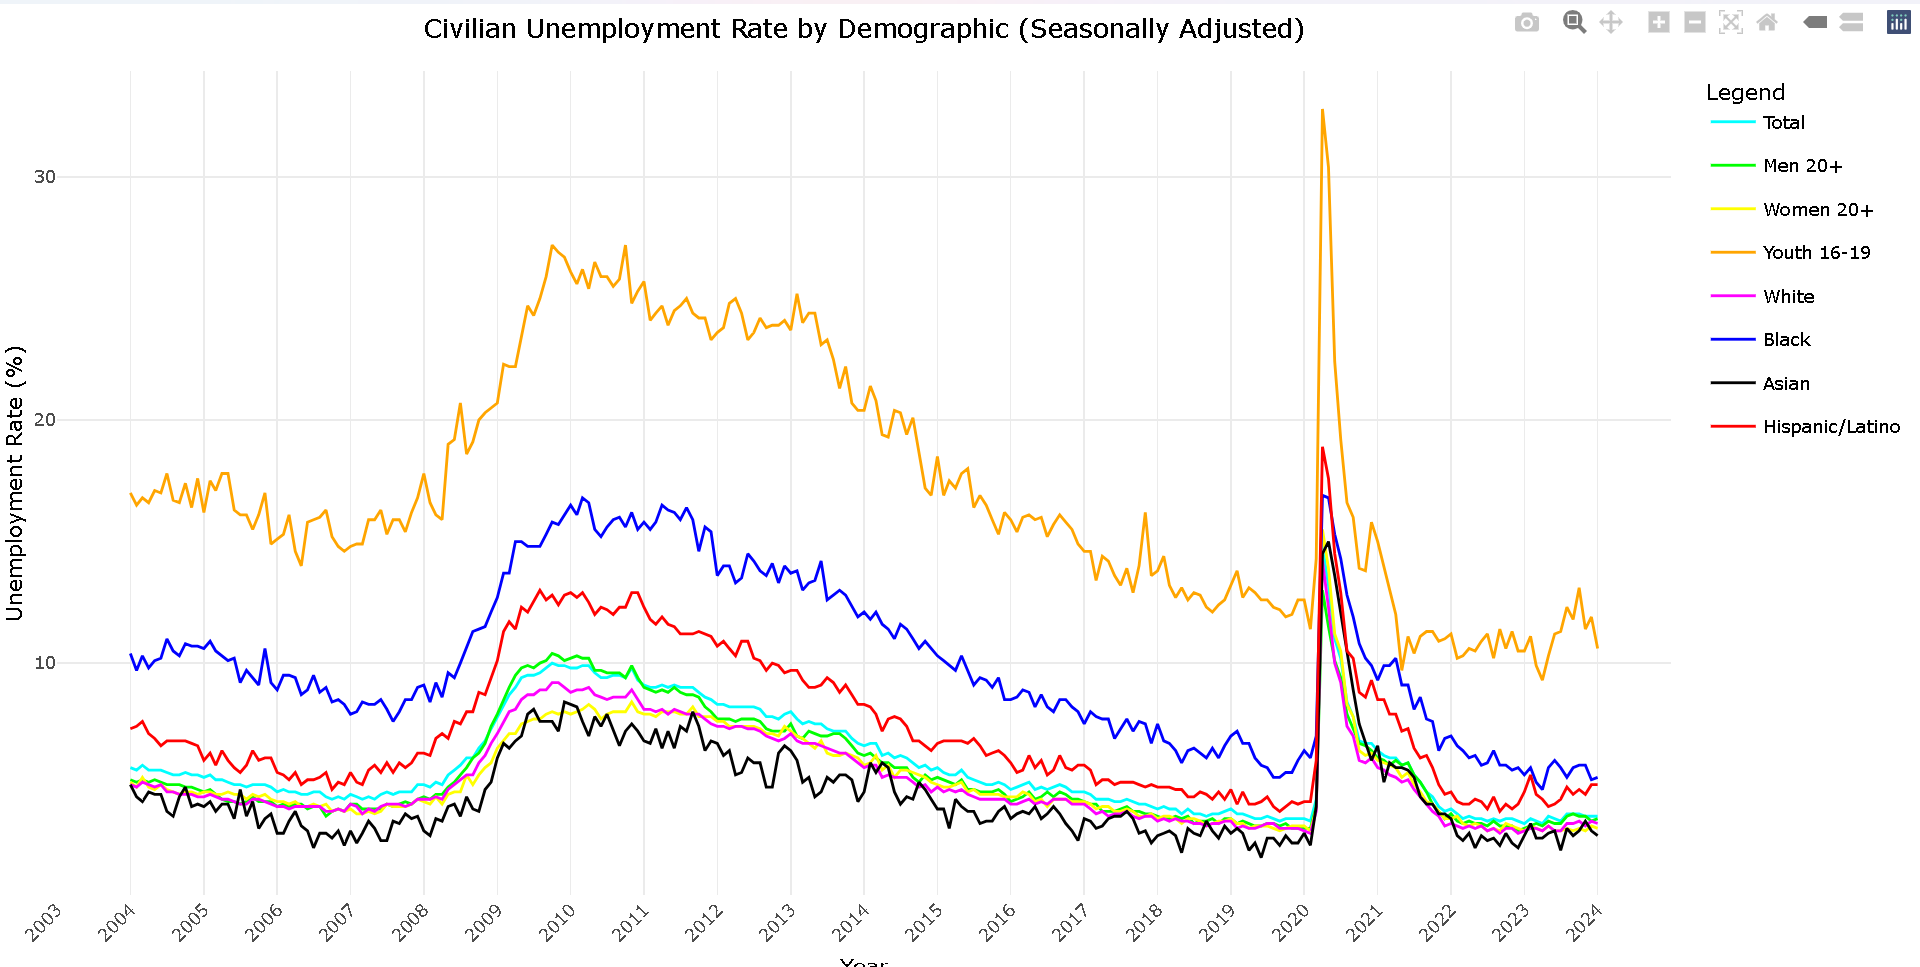 Civilian Unemployment Rate by Demographic (Seasonally Adjusted)
Legend
Total
Men 20+
Women 20+
Youth 16-19
White
Black
Asian
Hispanic/Latino
Unemployment Rate (%)
30
20
10
2003
2004
2005
2006
2007
2008
2009
2010
2011
2012
2013
2014
2015
2016
2017
2018
2019
2020
2021
2022
2023
2024
Year